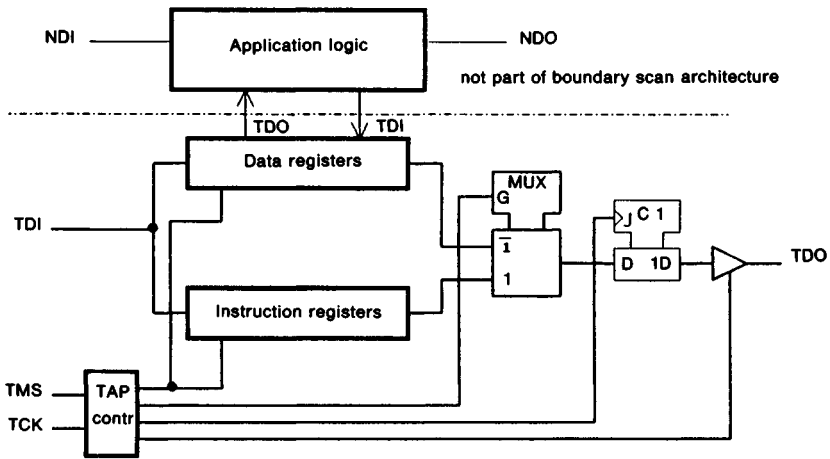 NDI
Application logic
NDO
not part of boundary scan architecture
TDO
TDI
Data registers
MUX
G
C 1
TDI
1̅
D 1D
TDO
1
Instruction registers
TMS
TAP
contr
TCK